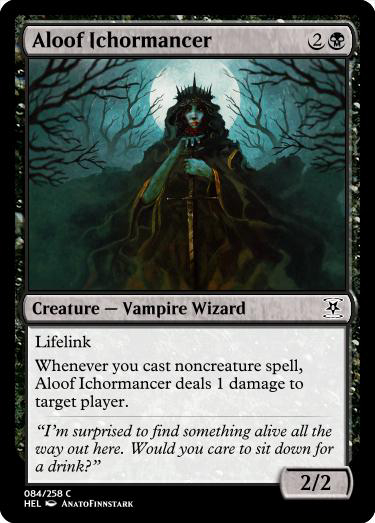 Aloof Ichormancer 2
Creature — Vampire Wizard
Lifelink
Whenever you cast noncreature spell,
Aloof Ichormancer deals 1 damage to
target player.
“I'm surprised to find something alive all the
way out here. Would you care to sit down for
a drink?”
2/2
084/258 C
HEL AnatoFinnstark